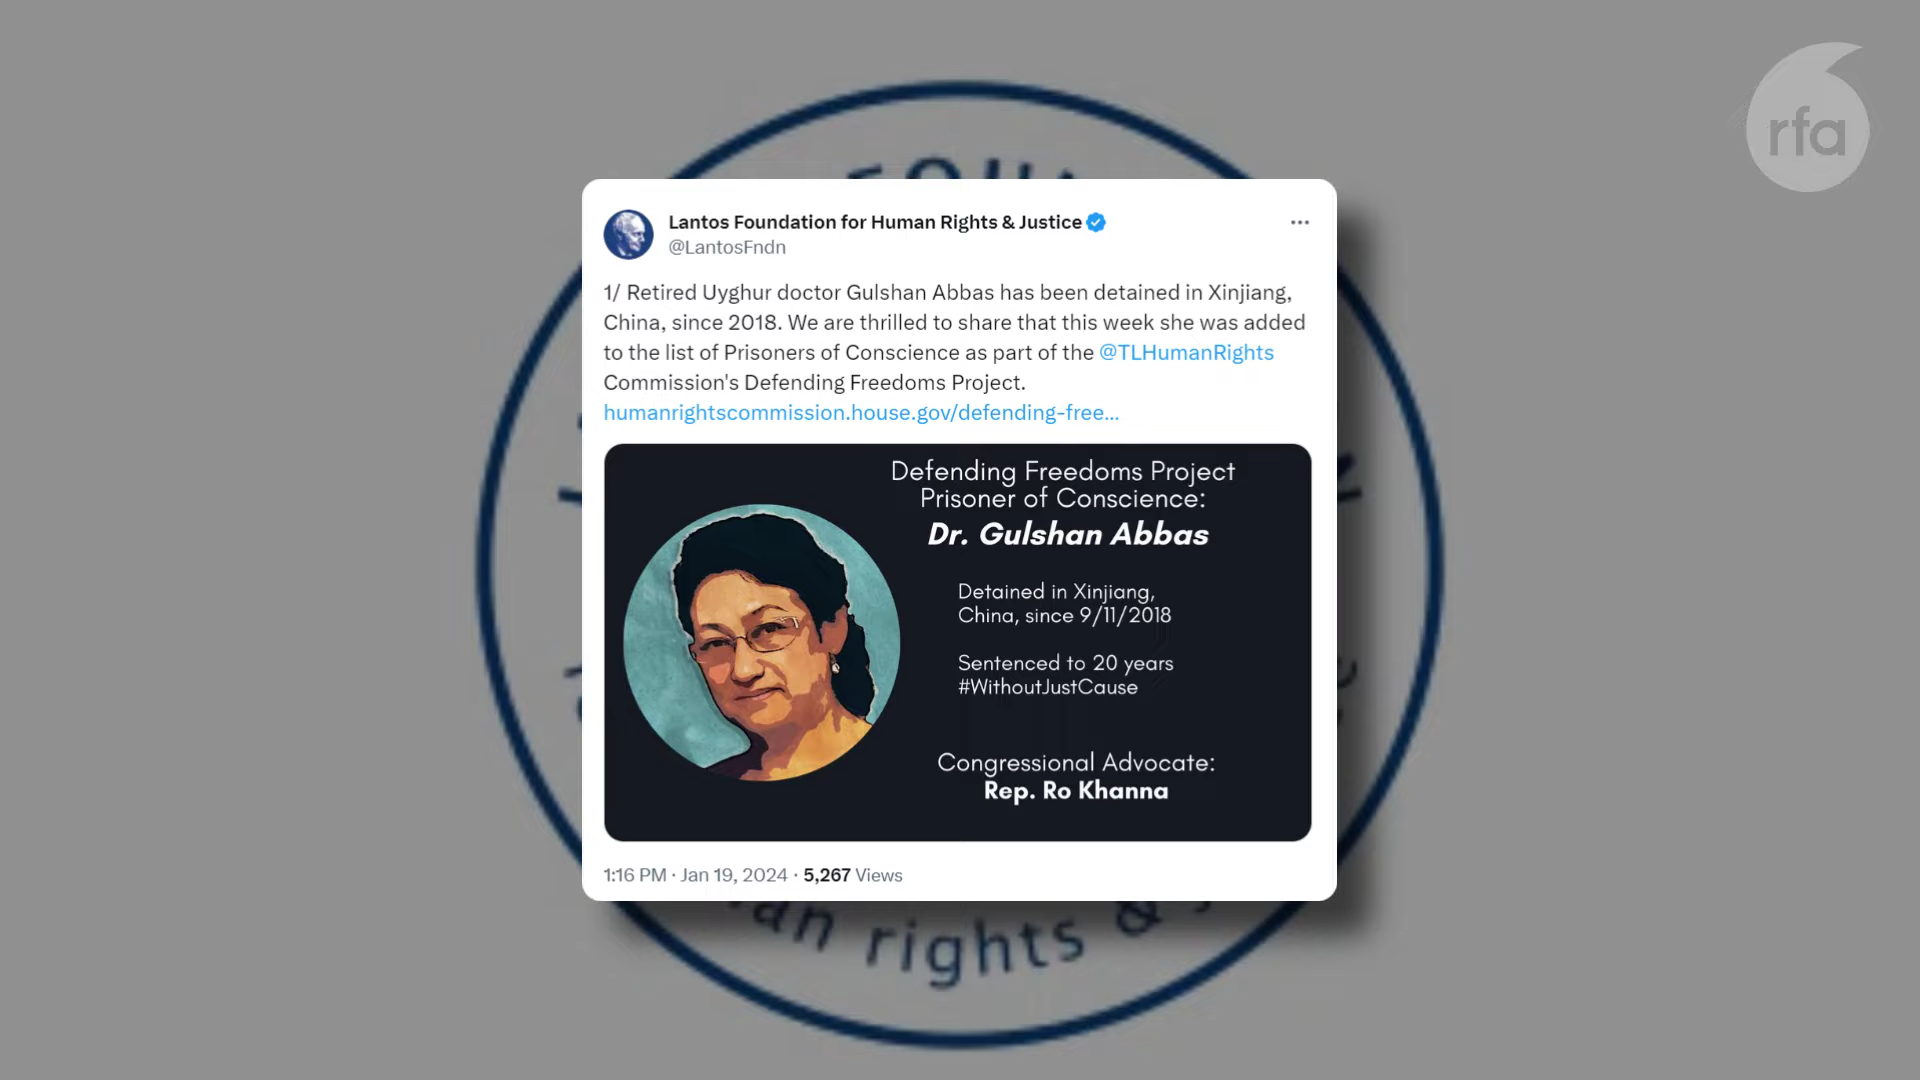 rfa
Lantos Foundation for Human Rights & Justice
@LantosFndn
1/ Retired Uyghur doctor Gulshan Abbas has been detained in Xinjiang,
China, since 2018. We are thrilled to share that this week she was added
to the list of Prisoners of Conscience as part of the @TLHumanRights
Commission's Defending Freedoms Project.
humanrightscommission.house.gov/defending-free...
Defending Freedoms Project
Prisoner of Conscience:
Dr. Gulshan Abbas
Detained in Xinjiang,
China, since 9/11/2018
Sentenced to 20 years
#WithoutJustCause
Congressional Advocate:
Rep. Ro Khanna
1:16 PM · Jan 19, 2024 · 5,267 Views
rights &